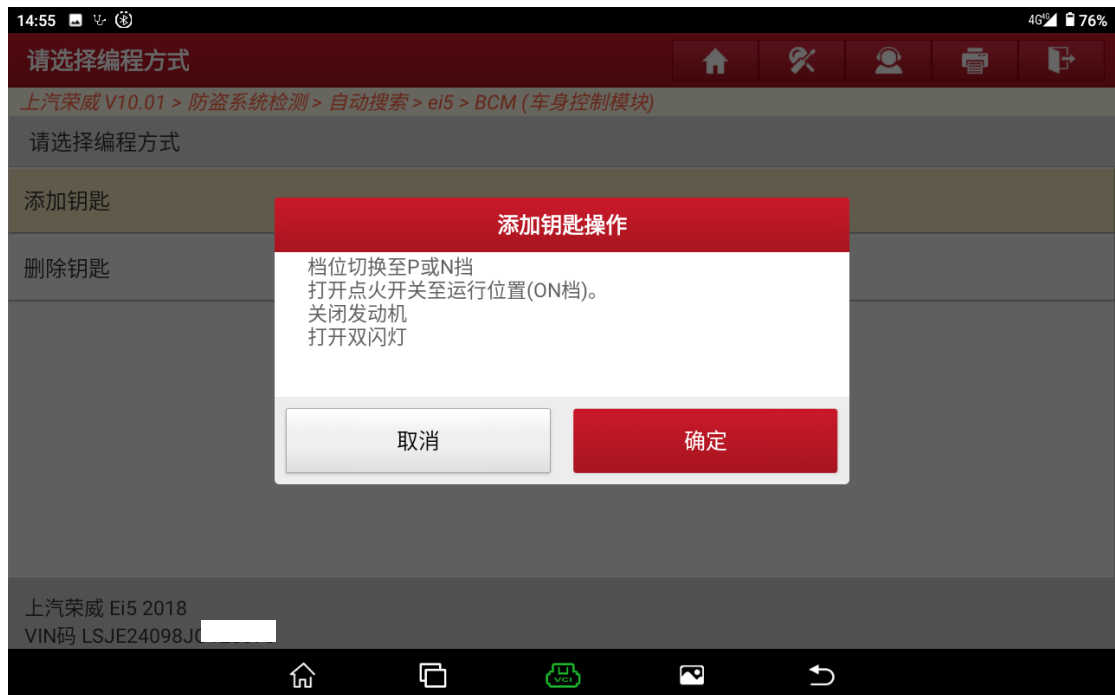 14:55
4G 76%
请选择编程方式
上汽荣威 V10.01 > 防盗系统检测 > 自动搜索 > ei5 > BCM (车身控制模块)
请选择编程方式
添加钥匙
添加钥匙操作
删除钥匙
档位切换至P或N挡
打开点火开关至运行位置(ON档)。
关闭发动机
打开双闪灯
取消
确定
上汽荣威 Ei5 2018
VIN码 LSJE24098J
VCI